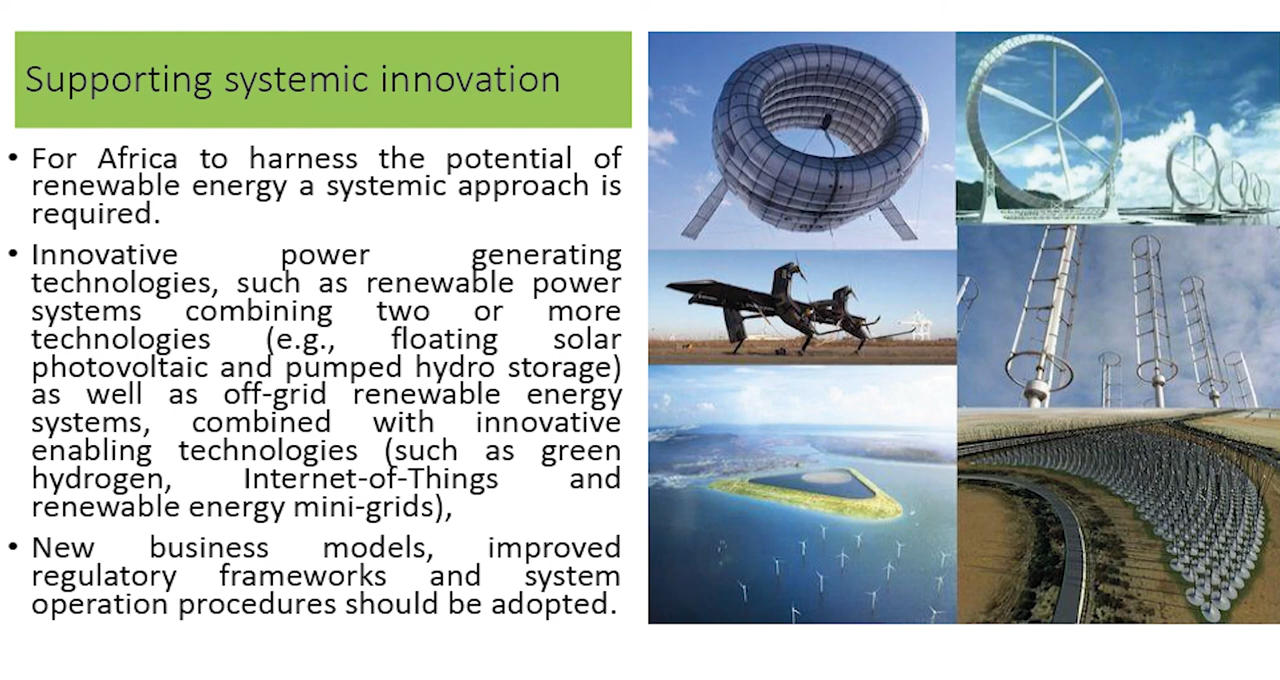 Supporting systemic innovation
• For Africa to harness the potential of
renewable energy a systemic approach is
required.
• Innovative power generating
technologies, such as renewable power
systems combining two or more
technologies (e.g., floating solar
photovoltaic and pumped hydro storage)
as well as off-grid renewable energy
systems, combined with innovative
enabling technologies (such as green
hydrogen, Internet-of-Things and
renewable energy mini-grids),
• New business models, improved
regulatory frameworks and system
operation procedures should be adopted.